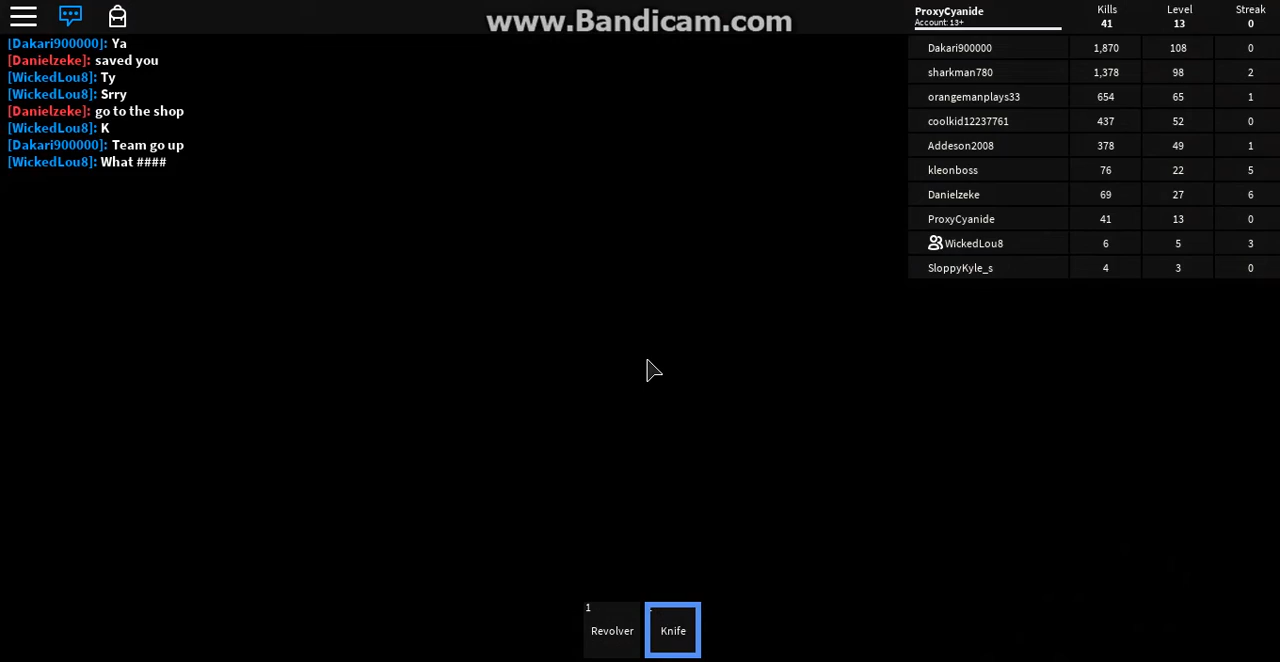 www.Bandicam.com
ProxyCyanide
Account: 13+
Kills Level Streak
41 13 0
[Dakari900000]: Ya
[Danielzeke]: saved you
[WickedLou8]: Ty
[WickedLou8]: Srry
[Danielzeke]: go to the shop
[WickedLou8]: K
[Dakari900000]: Team go up
[WickedLou8]: What ####
Dakari900000 1,870 108 0
sharkman780 1,378 98 2
orangemanplays33 654 65 1
coolkid12237761 437 52 0
Addeson2008 378 49 1
kleonboss 76 22 5
Danielzeke 69 27 6
ProxyCyanide 41 13 0
WickedLou8 6 5 3
SloppyKyle_s 4 3 0
1
Revolver
Knife